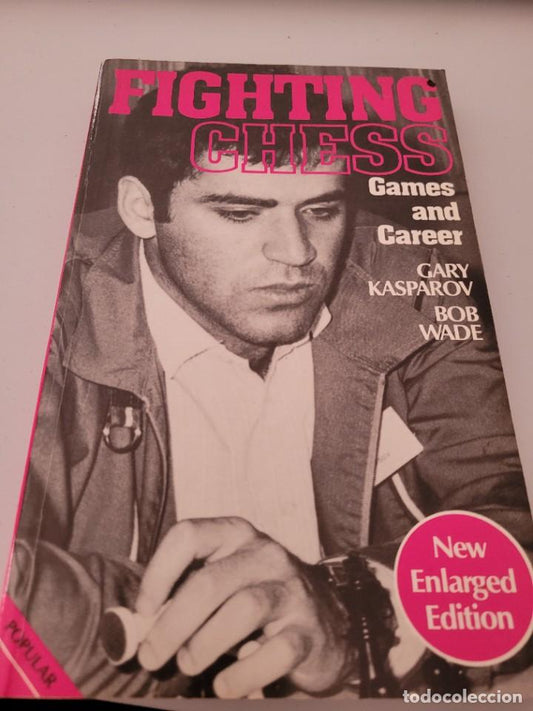 FIGHTING
CHESS
Games
and
Career
GARY
KASPAROV
BOB
WADE
New
Enlarged
Edition
POPULAR
todocoleccion